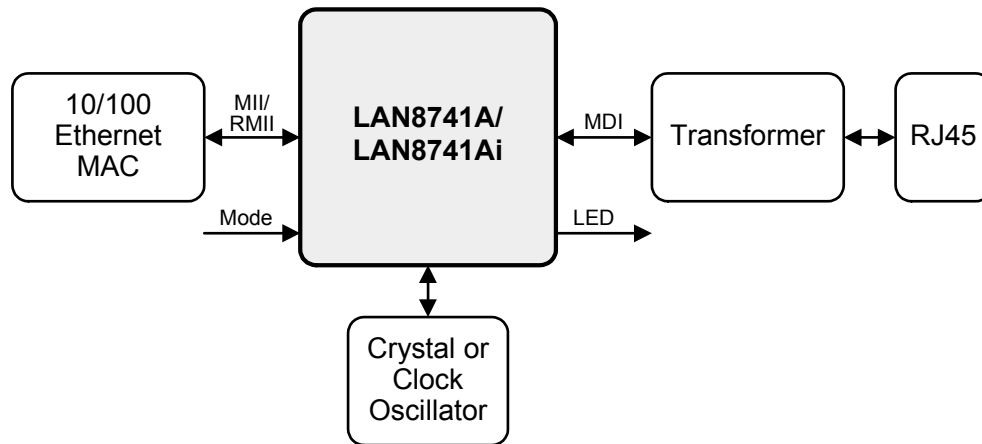 10/100
Ethernet
MAC
MII/
RMII
LAN8741A/
LAN8741Ai
MDI
Transformer
RJ45
Mode
LED
Crystal or
Clock
Oscillator